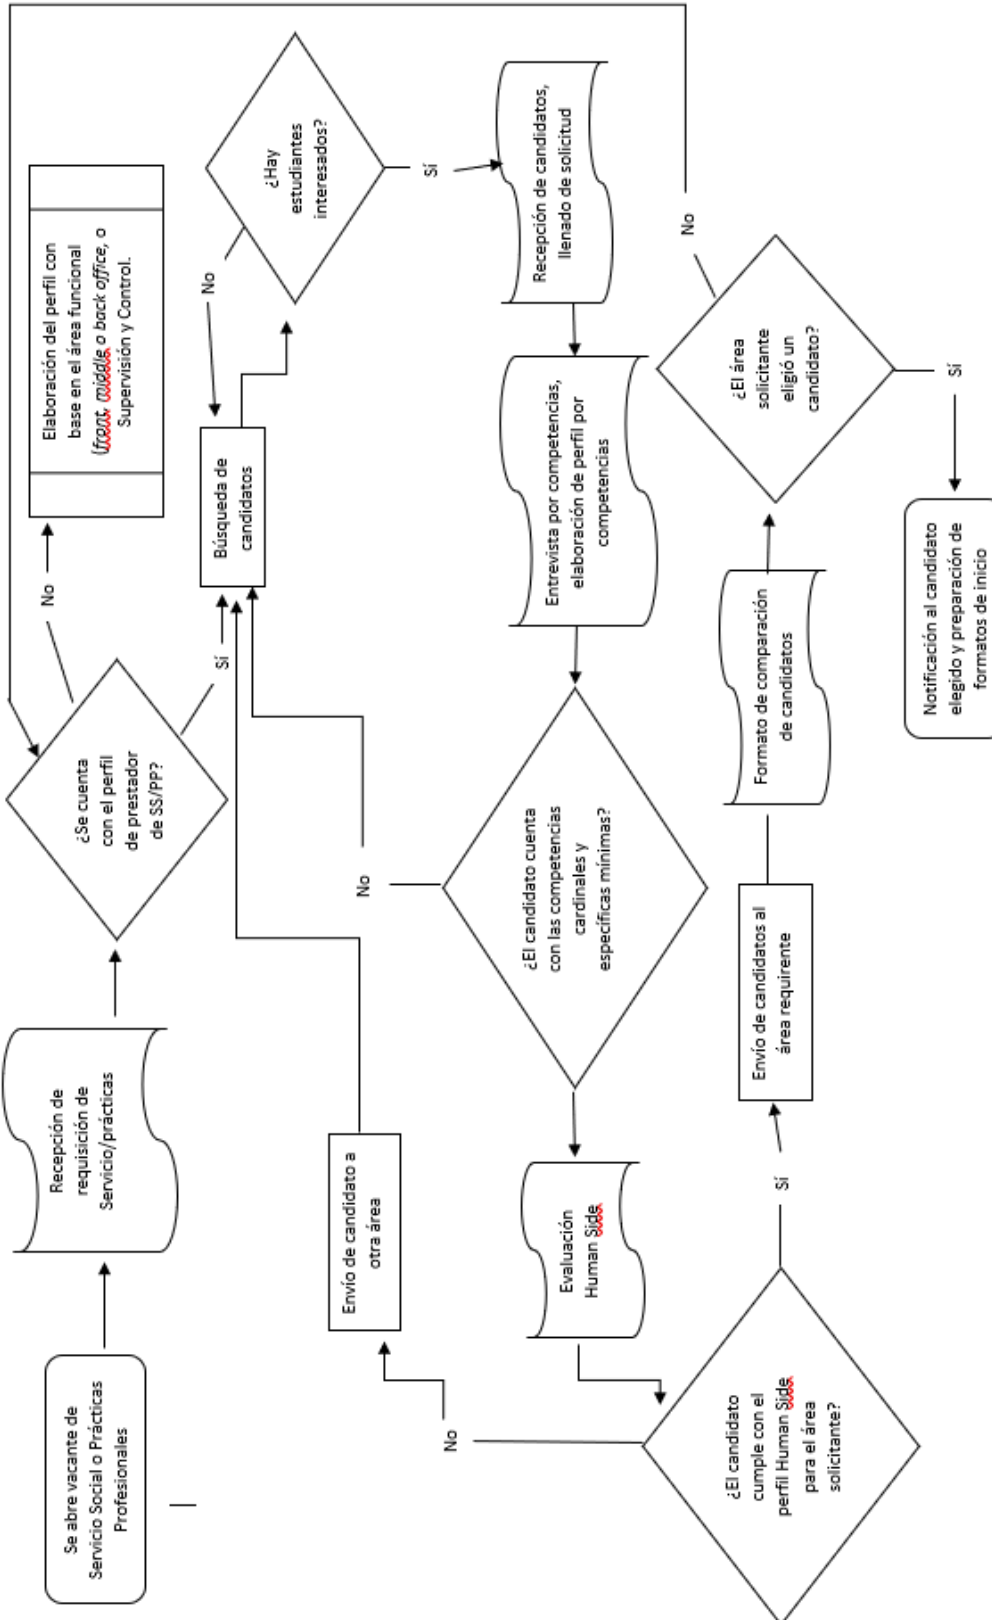 Se abre vacante de
Servicio Social o Prácticas
Profesionales
Recepción de
requisición de
Servicio/prácticas
¿Se cuenta
con el perfil
de prestador
de SS/PP?
No
Elaboración del perfil con
base en el área funcional
(front, middle o back office, o
Supervisión y Control.
Sí
Búsqueda de
candidatos
No
¿Hay
estudiantes
interesados?
Sí
Recepción de candidatos,
llenado de solicitud
Entrevista por competencias,
elaboración de perfil por
competencias
¿El candidato cuenta
con las competencias
cardinales y
específicas mínimas?
No
Evaluación
Human Side
¿El candidato
cumple con el
perfil Human Side
para el área
solicitante?
No
Envío de candidato a
otra área
Sí
Envío de candidatos al
área requirente
Formato de comparación
de candidatos
¿El área
solicitante
eligió un
candidato?
No
Sí
Notificación al candidato
elegido y preparación de
formatos de inicio